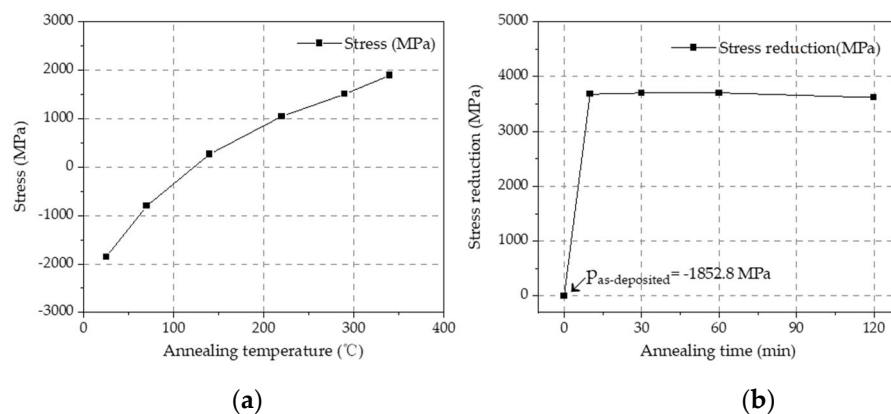 Stress (MPa)
3000
2000
1000
0
-1000
-2000
-3000
Stress (MPa)
0
100
200
300
400
Annealing temperature (℃)
(a)
Stress reduction(MPa)
5000
4000
3000
2000
1000
0
Stress reduction (MPa)
p as-deposited = -1852.8 MPa
0
30
60
90
120
Annealing time (min)
(b)